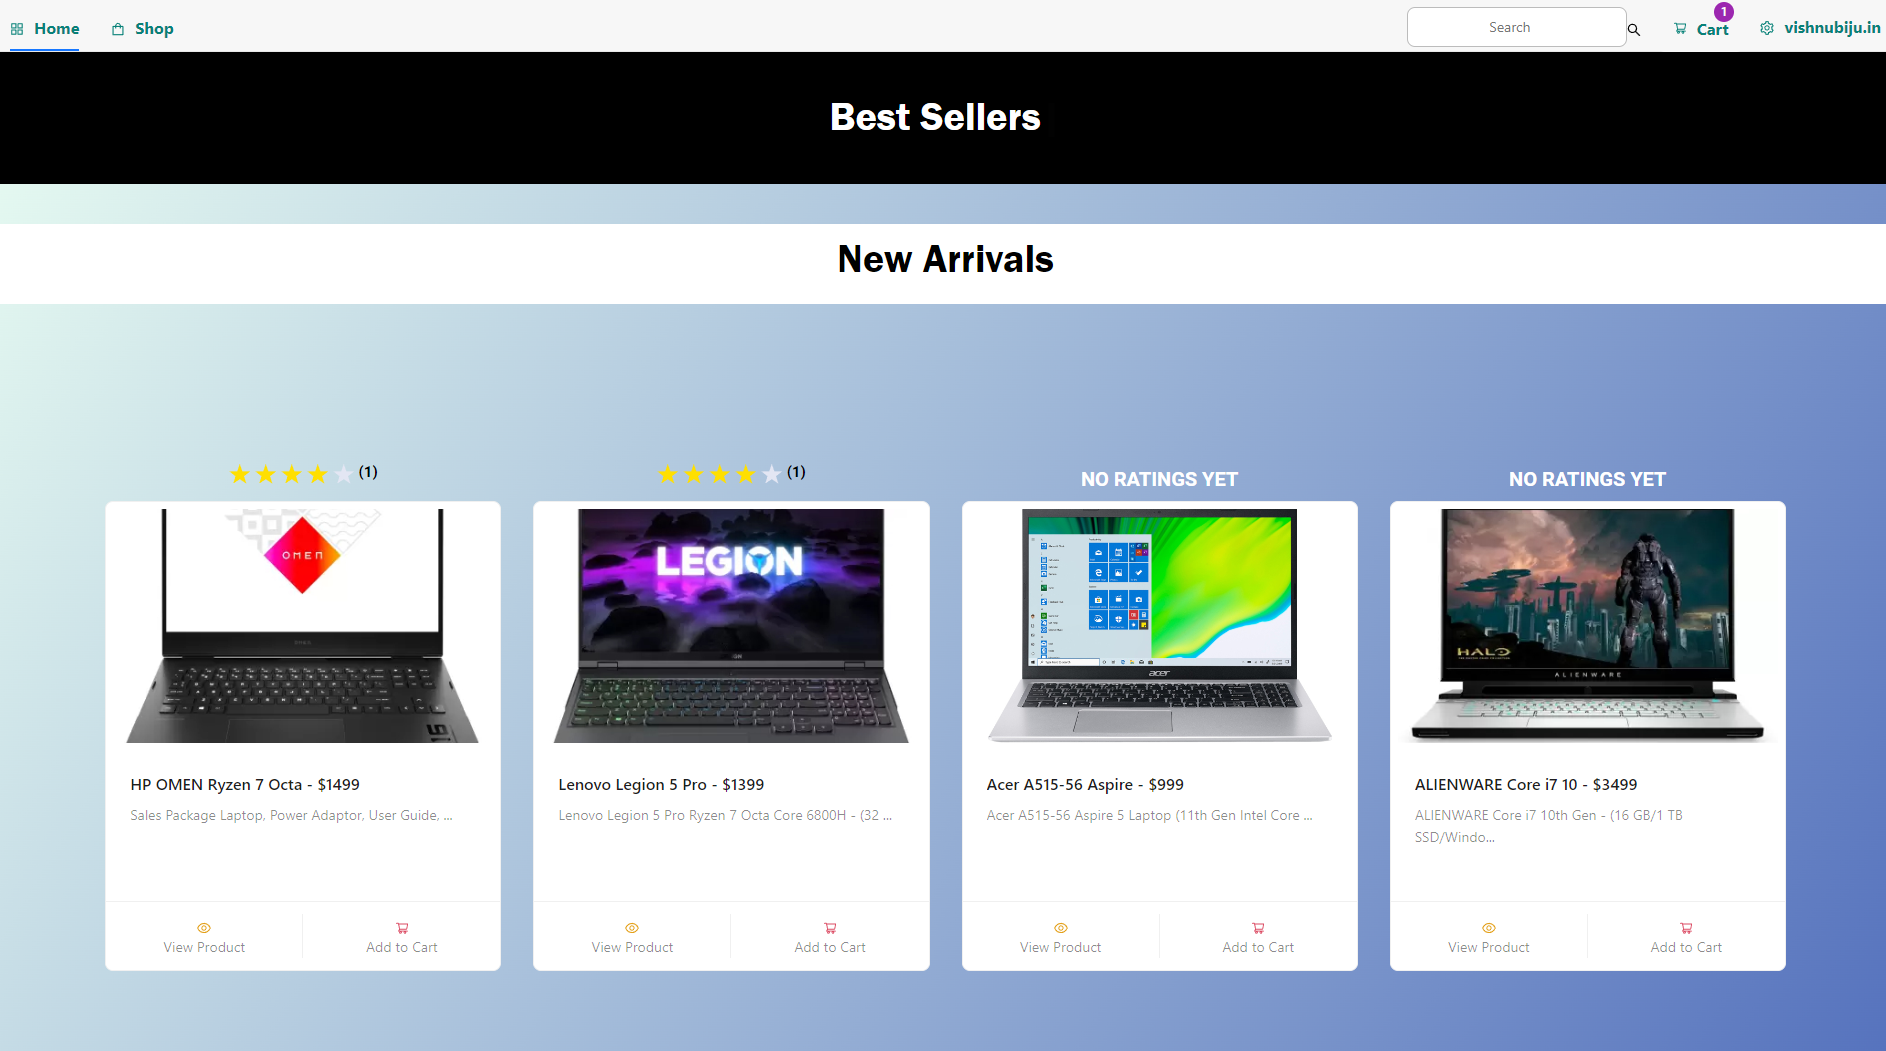 Home
Shop
Search
1
Cart
vishnubiju.in
Best Sellers
New Arrivals
(1)
(1)
NO RATINGS YET
NO RATINGS YET
OMEN
LEGION
acer
HALO
ALIENWARE
16
HP OMEN Ryzen 7 Octa - $1499
Sales Package Laptop, Power Adaptor, User Guide, ...
View Product
Add to Cart
Lenovo Legion 5 Pro - $1399
Lenovo Legion 5 Pro Ryzen 7 Octa Core 6800H - (32 ...
View Product
Add to Cart
Acer A515-56 Aspire - $999
Acer A515-56 Aspire 5 Laptop (11th Gen Intel Core ...
View Product
Add to Cart
ALIENWARE Core i7 10 - $3499
ALIENWARE Core i7 10th Gen - (16 GB/1 TB
SSD/Windo...
View Product
Add to Cart